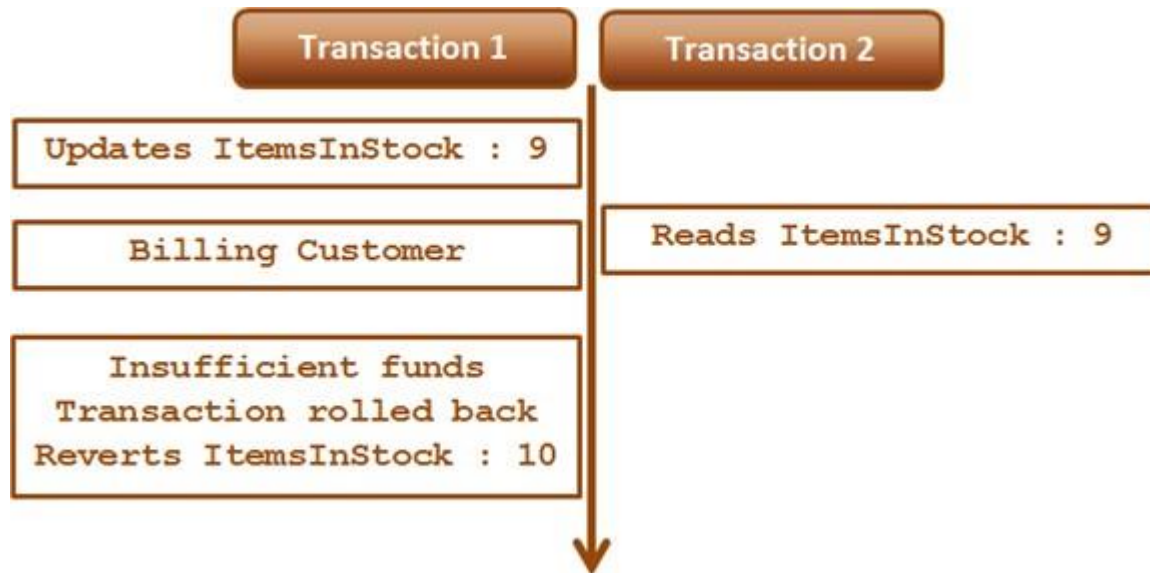 Transaction 1
Transaction 2
Updates ItemsInStock : 9
Reads ItemsInStock : 9
Billing Customer
Insufficient funds
Transaction rolled back
Reverts ItemsInStock : 10